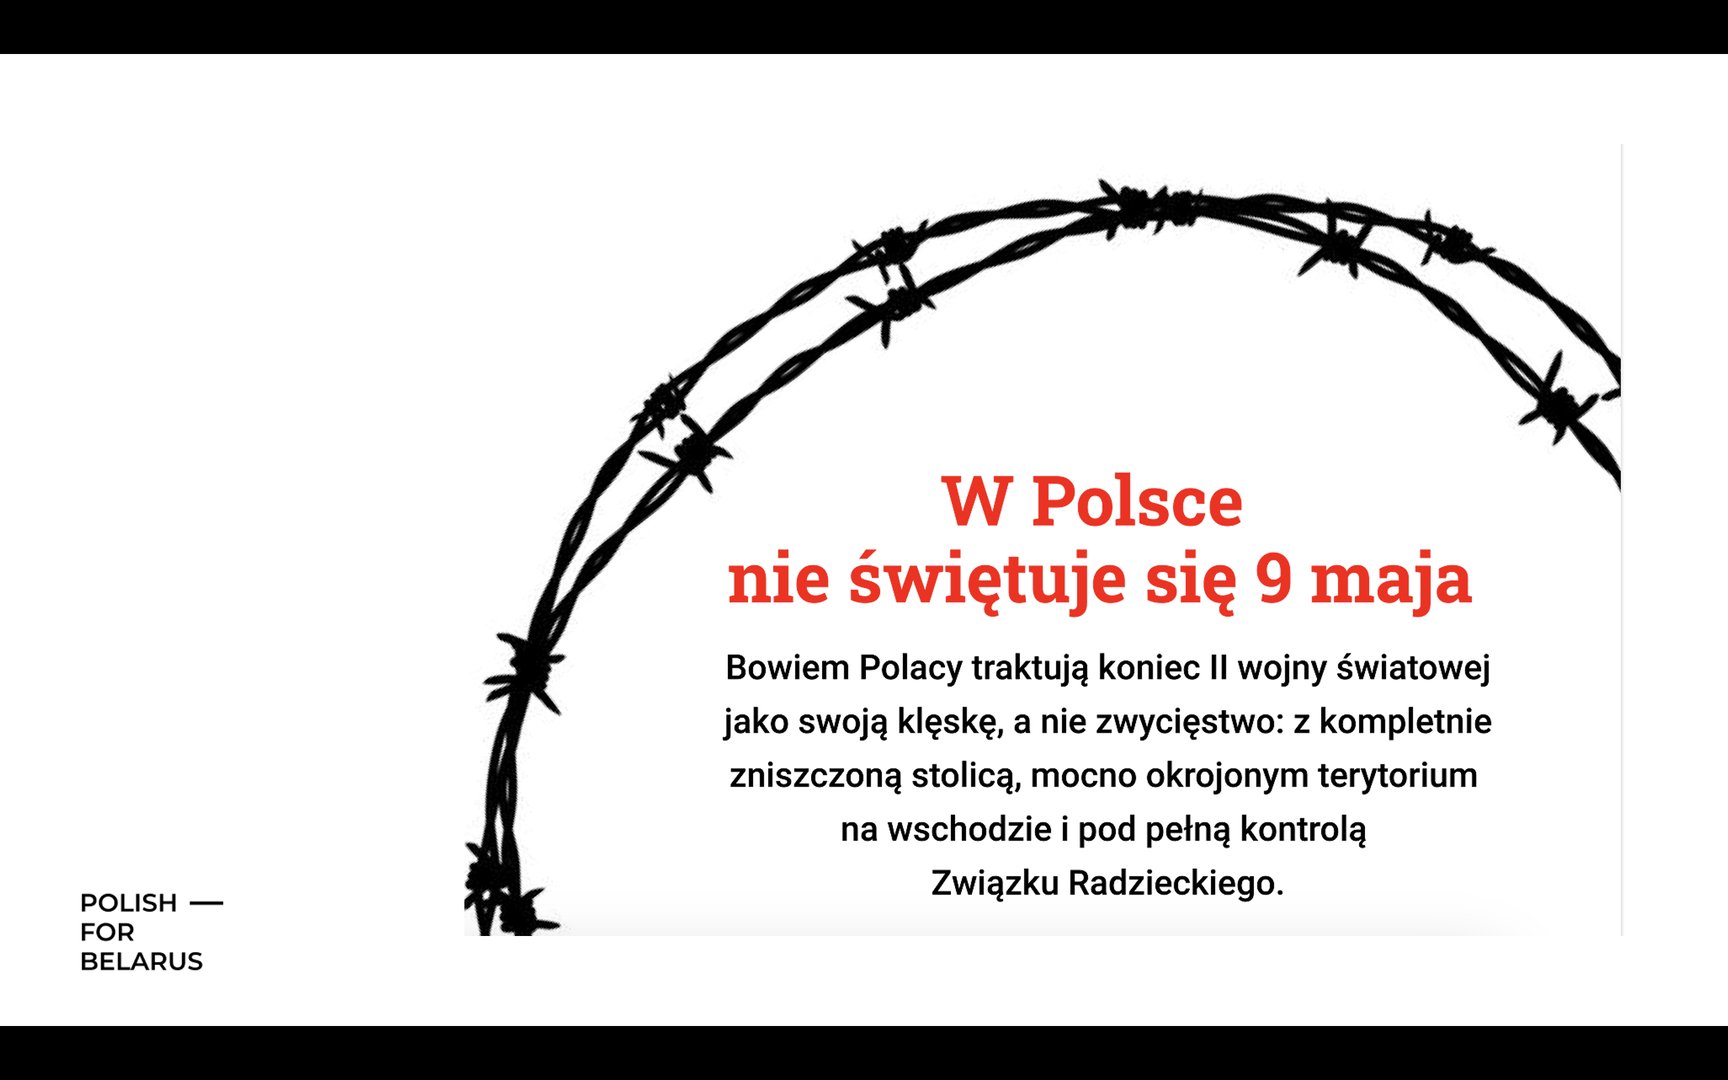 W Polsce
nie świętuje się 9 maja
Bowiem Polacy traktują koniec II wojny światowej
jako swoją klęskę, a nie zwycięstwo: z kompletnie
zniszczoną stolicą, mocno okrojonym terytorium
na wschodzie i pod pełną kontrolą
Związku Radzieckiego.
POLISH —
FOR
BELARUS